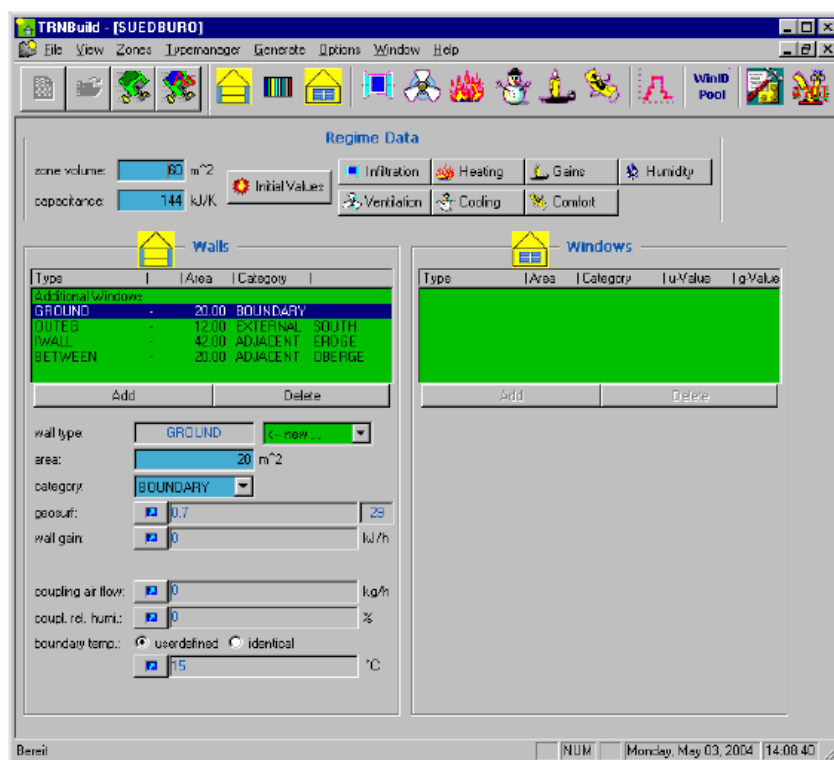 TRNBuild - [SUEDBURO]
File View Zones Typemanager Generate Options Window Help
WinID Pool
Regime Data
zone volume: 60 m^2
capacitance: 144 kJ/K
Initial Values
Infiltration Heating Gains Humidity
Ventilation Cooling Comfort
Walls
Type | | Area | Category |
Additional Windows
GROUND - 20.00 BOUNDARY
OUTEG - 12.00 EXTERNAL SOUTH
IWALL - 42.00 ADJACENT ERDGE
BETWEEN - 20.00 ADJACENT OBERGE
Add Delete
wall type: GROUND <-- new ...
area: 20 m^2
category: BOUNDARY
geosurf: 0.7 29
wall gain: 0 kJ/h
coupling air flow: 0 kg/h
coupl. rel. humi.: 0 %
boundary temp.: userdefined identical
15 °C
Windows
Type | Area | Category | u-Value | g-Value
Add Delete
Bereit NUM Monday, May 03, 2004 14:08:40